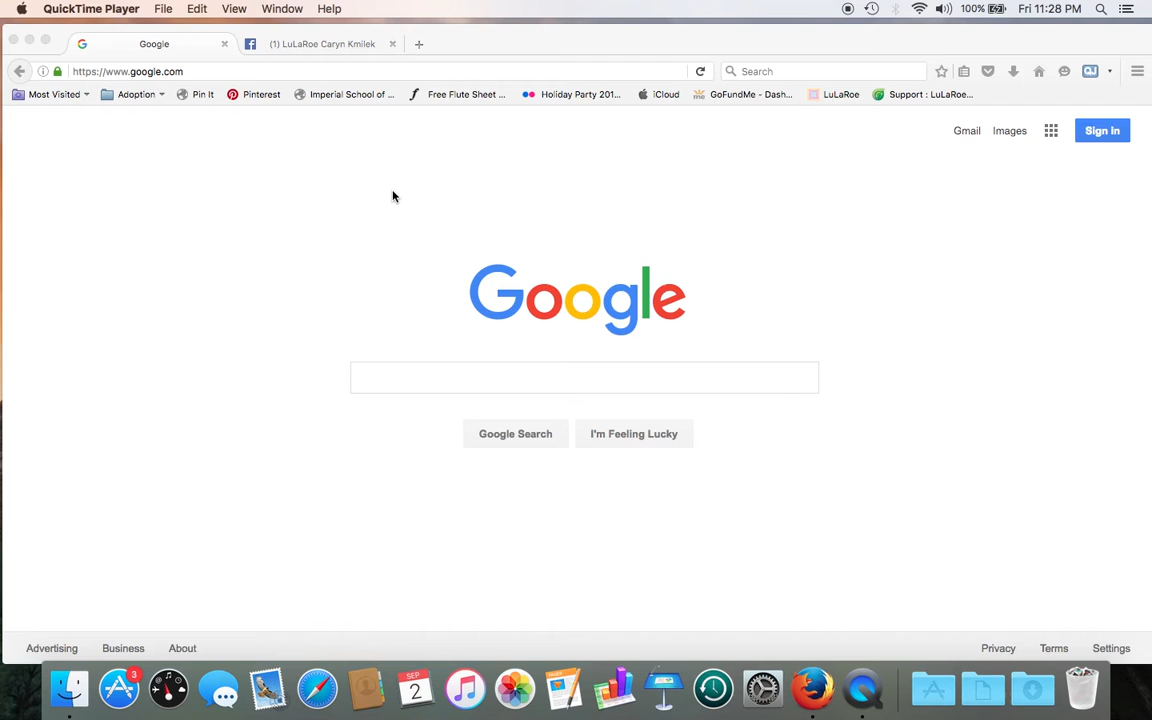 QuickTime Player File Edit View Window Help 100% Fri 11:28 PM
Google (1) LuLaRoe Caryn Kmilek
https://www.google.com Search
Most Visited Adoption Pin It Pinterest Imperial School of ... Free Flute Sheet ... Holiday Party 201... iCloud GoFundMe - Dash... LuLaRoe Support : LuLaRoe...
Gmail Images Sign in
Google
Google Search I'm Feeling Lucky
Advertising Business About Privacy Terms Settings
3
SEP
2